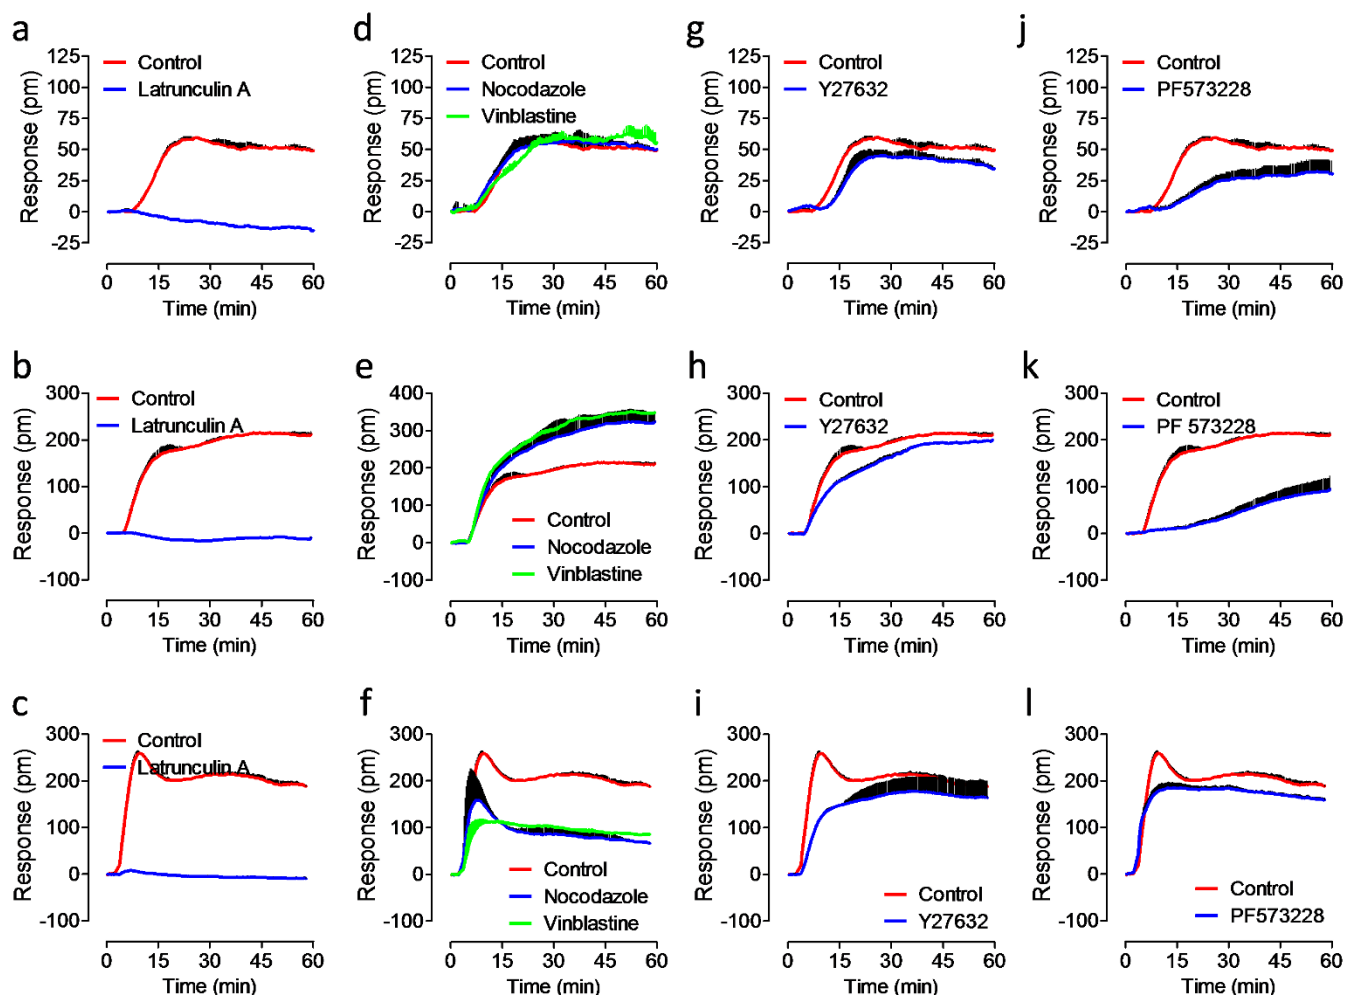 a
125
100
75
50
25
0
-25
Response (pm)
Control
Latrunculin A
0 15 30 45 60
Time (min)
d
125
100
75
50
25
0
-25
Response (pm)
Control
Nocodazole
Vinblastine
0 15 30 45 60
Time (min)
g
125
100
75
50
25
0
-25
Response (pm)
Control
Y27632
0 15 30 45 60
Time (min)
j
125
100
75
50
25
0
-25
Response (pm)
Control
PF573228
0 15 30 45 60
Time (min)
b
300
200
100
0
-100
Response (pm)
Control
Latrunculin A
0 15 30 45 60
Time (min)
e
400
300
200
100
0
-100
Response (pm)
Control
Nocodazole
Vinblastine
0 15 30 45 60
Time (min)
h
300
200
100
0
-100
Response (pm)
Control
Y27632
0 15 30 45 60
Time (min)
k
300
200
100
0
-100
Response (pm)
Control
PF 573228
0 15 30 45 60
Time (min)
c
300
200
100
0
-100
Response (pm)
Control
Latrunculin A
0 15 30 45 60
Time (min)
f
300
200
100
0
-100
Response (pm)
Control
Nocodazole
Vinblastine
0 15 30 45 60
Time (min)
i
300
200
100
0
-100
Response (pm)
Control
Y27632
0 15 30 45 60
Time (min)
l
300
200
100
0
-100
Response (pm)
Control
PF573228
0 15 30 45 60
Time (min)